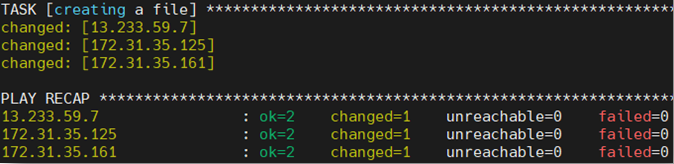 TASK [creating a file] ****************************************************
changed: [13.233.59.7]
changed: [172.31.35.125]
changed: [172.31.35.161]
PLAY RECAP ****************************************************************
13.233.59.7 : ok=2 changed=1 unreachable=0 failed=0
172.31.35.125 : ok=2 changed=1 unreachable=0 failed=0
172.31.35.161 : ok=2 changed=1 unreachable=0 failed=0